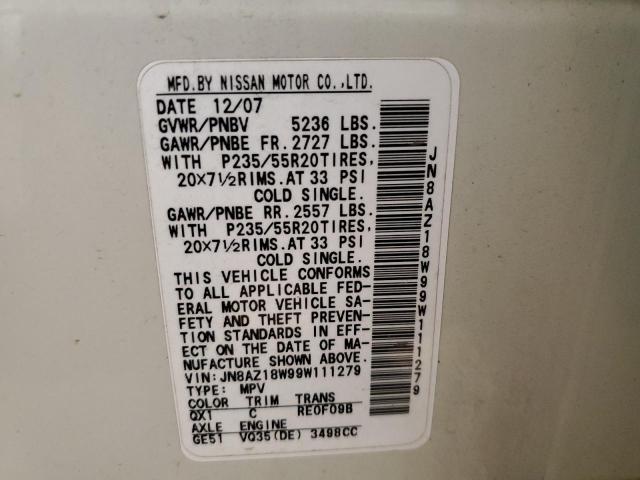 MFD.BY NISSAN MOTOR CO.,LTD.
DATE 12/07
GVWR/PNBV 5236 LBS.
GAWR/PNBE FR.2727 LBS.
WITH P235/55R20TIRES,
20×7½RIMS.AT 33 PSI
COLD SINGLE.
GAWR/PNBE RR.2557 LBS.
WITH P235/55R20TIRES,
20×7½RIMS.AT 33 PSI
COLD SINGLE.
THIS VEHICLE CONFORMS
TO ALL APPLICABLE FED-
ERAL MOTOR VEHICLE SA-
FETY AND THEFT PREVEN-
TION STANDARDS IN EFF-
ECT ON THE DATE OF MA-
NUFACTURE SHOWN ABOVE.
VIN:JN8AZ18W99W111279
TYPE: MPV
COLOR TRIM TRANS
QX1 C RE0F09B
AXLE ENGINE
GE51 VQ35(DE) 3498CC
JN8AZ18W99W111279